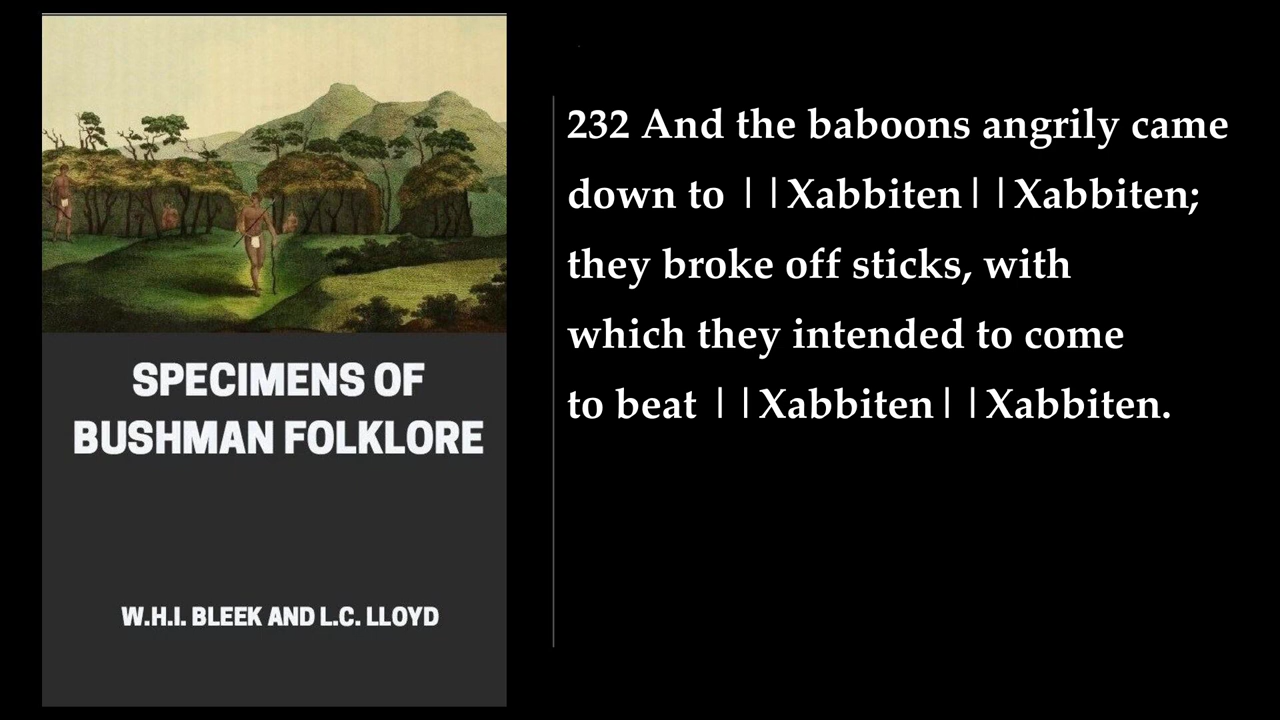 SPECIMENS OF
BUSHMAN FOLKLORE
W.H.I. BLEEK AND L.C. LLOYD
232 And the baboons angrily came
down to ||Xabbiten||Xabbiten;
they broke off sticks, with
which they intended to come
to beat ||Xabbiten||Xabbiten.